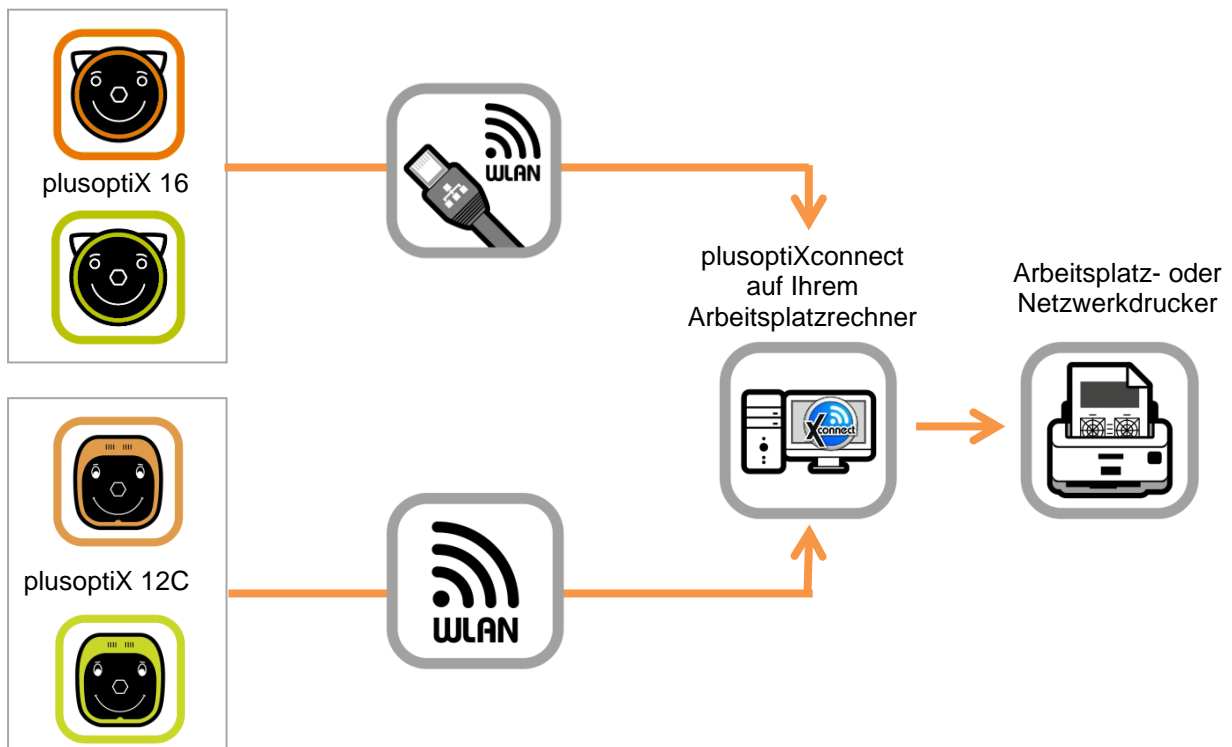 plusoptiX 16
WLAN
plusoptiXconnect
auf Ihrem
Arbeitsplatzrechner
Arbeitsplatz- oder
Netzwerkdrucker
Xconnect
plusoptiX 12C
WLAN